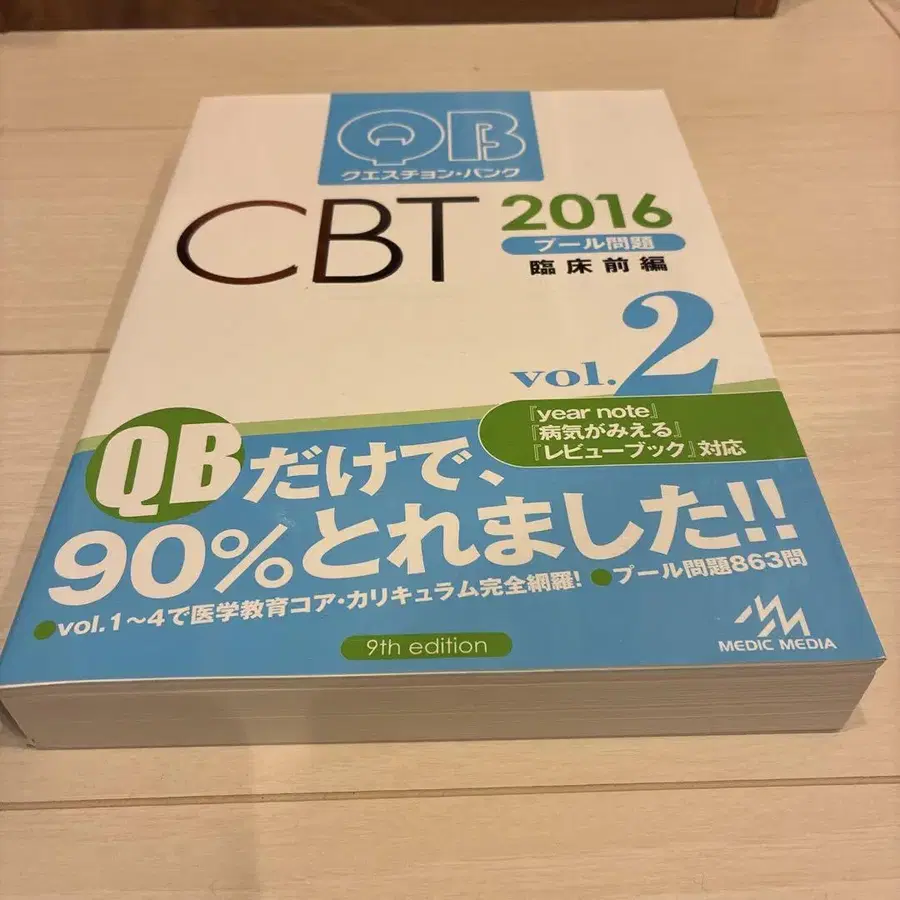 QB
クエスチョン・バンク
CBT 2016
プール問題
臨床前編
vol.2
『year note』
『病気がみえる』
『レビューブック』対応
QBだけで、
90%とれました!!
●vol.1～4で医学教育コア・カリキュラム完全網羅! ●プール問題863問
9th edition
MEDIC MEDIA